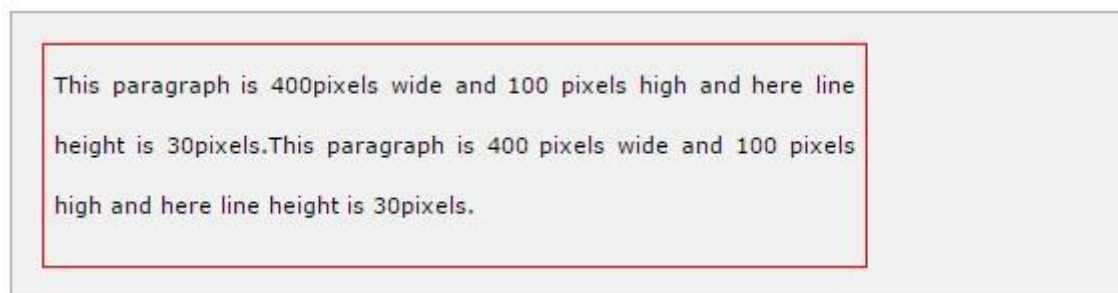 This paragraph is 400pixels wide and 100 pixels high and here line
height is 30pixels.This paragraph is 400 pixels wide and 100 pixels
high and here line height is 30pixels.